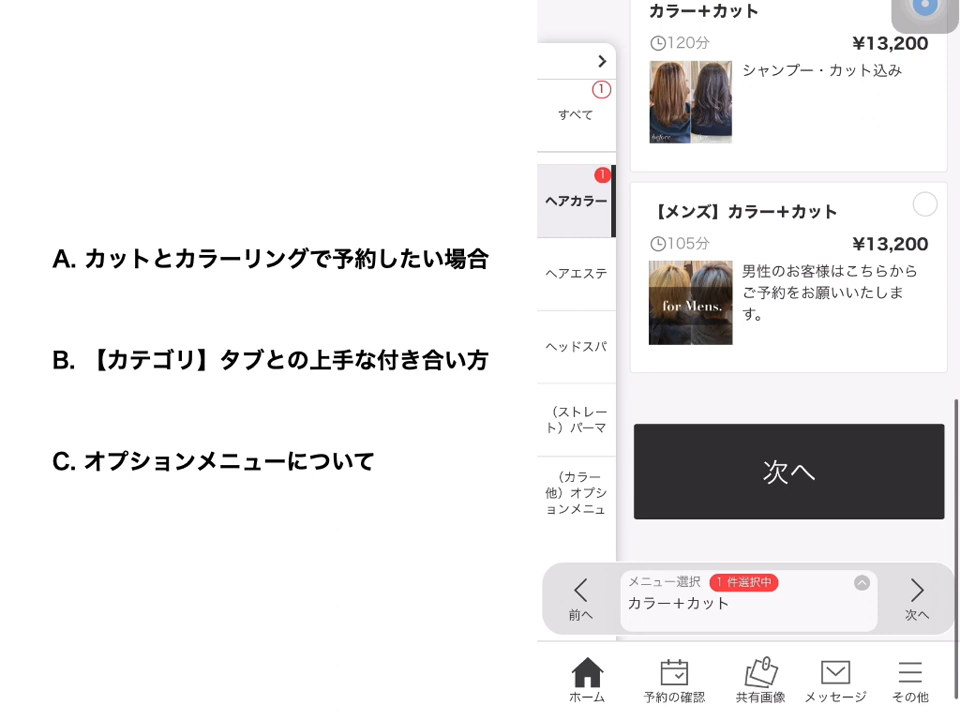 A. カットとカラーリングで予約したい場合
B. 【カテゴリ】タブとの上手な付き合い方
C. オプションメニューについて
1
すべて
1
ヘアカラー
ヘアエステ
ヘッドスパ
（ストレー
ト）パーマ
（カラー
他）オプシ
ョンメニュ
カラー＋カット
120分
¥13,200
シャンプー・カット込み
before
【メンズ】カラー＋カット
105分
¥13,200
for Mens.
男性のお客様はこちらから
ご予約をお願いいたしま
す。
次へ
前へ
メニュー選択
1 件選択中
カラー＋カット
次へ
ホーム
予約の確認
共有画像
メッセージ
その他